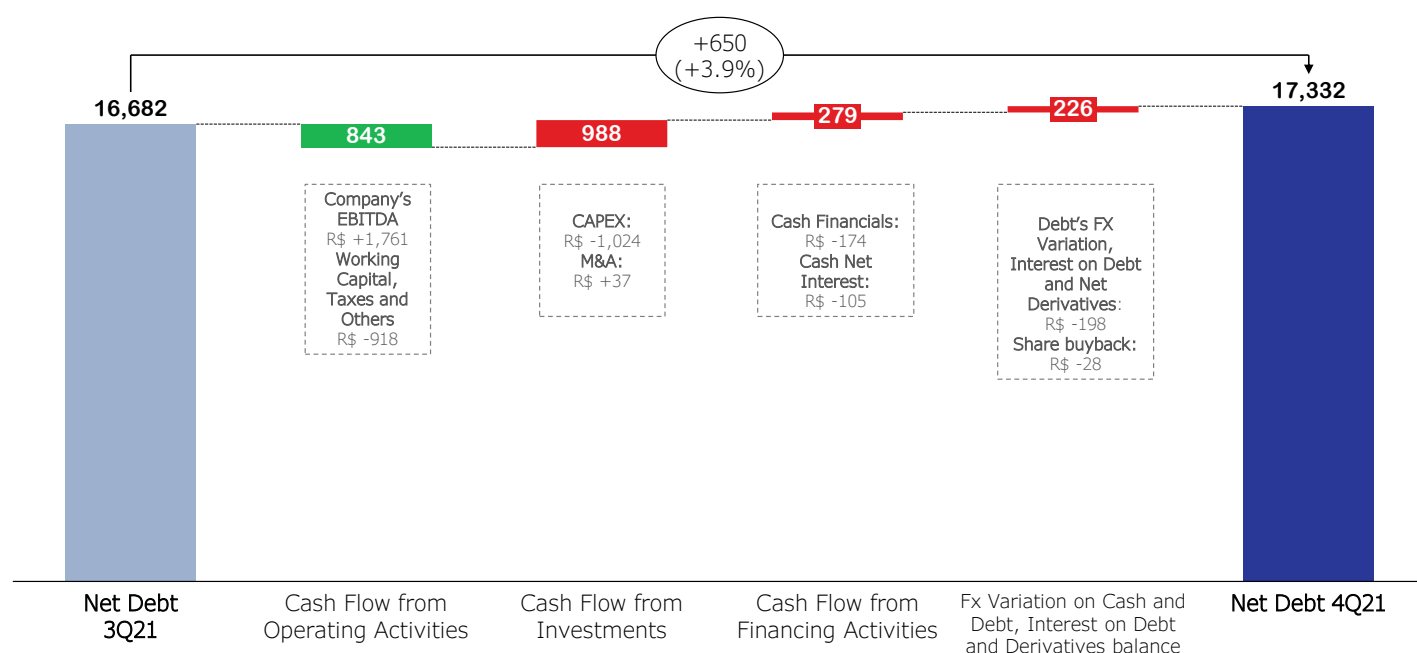 +650
(+3.9%)
16,682
843
988
279
226
17,332
Company's
EBITDA
R$ +1,761
Working
Capital,
Taxes and
Others
R$ -918
CAPEX:
R$ -1,024
M&A:
R$ +37
Cash Financials:
R$ -174
Cash Net
Interest:
R$ -105
Debt's FX
Variation,
Interest on Debt
and Net
Derivatives:
R$ -198
Share buyback:
R$ -28
Net Debt
3Q21
Cash Flow from
Operating Activities
Cash Flow from
Investments
Cash Flow from
Financing Activities
Fx Variation on Cash and
Debt, Interest on Debt
and Derivatives balance
Net Debt 4Q21